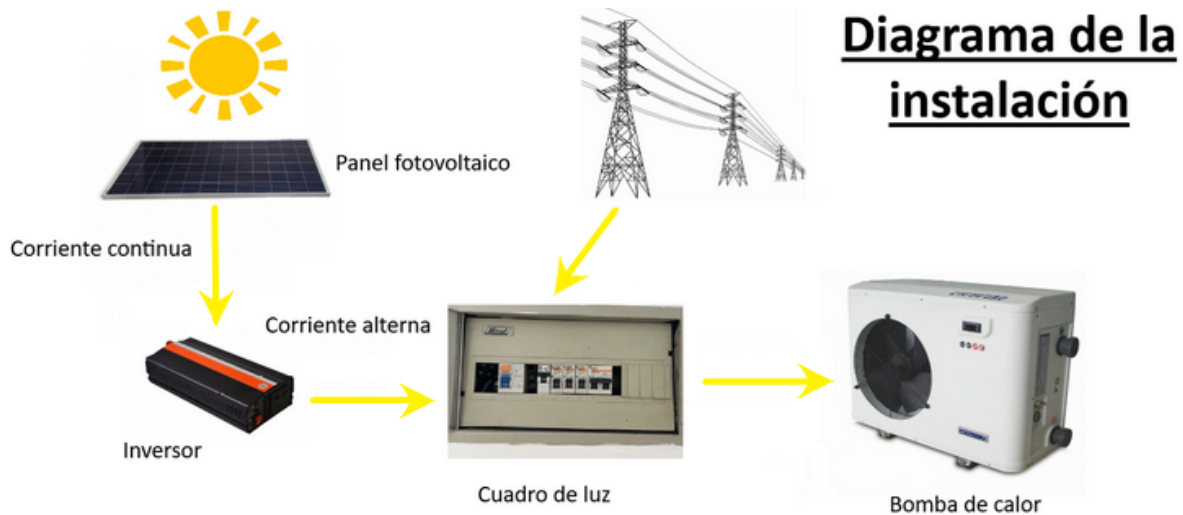 Diagrama de la
instalación
Panel fotovoltaico
Corriente continua
Corriente alterna
Inversor
Cuadro de luz
Bomba de calor